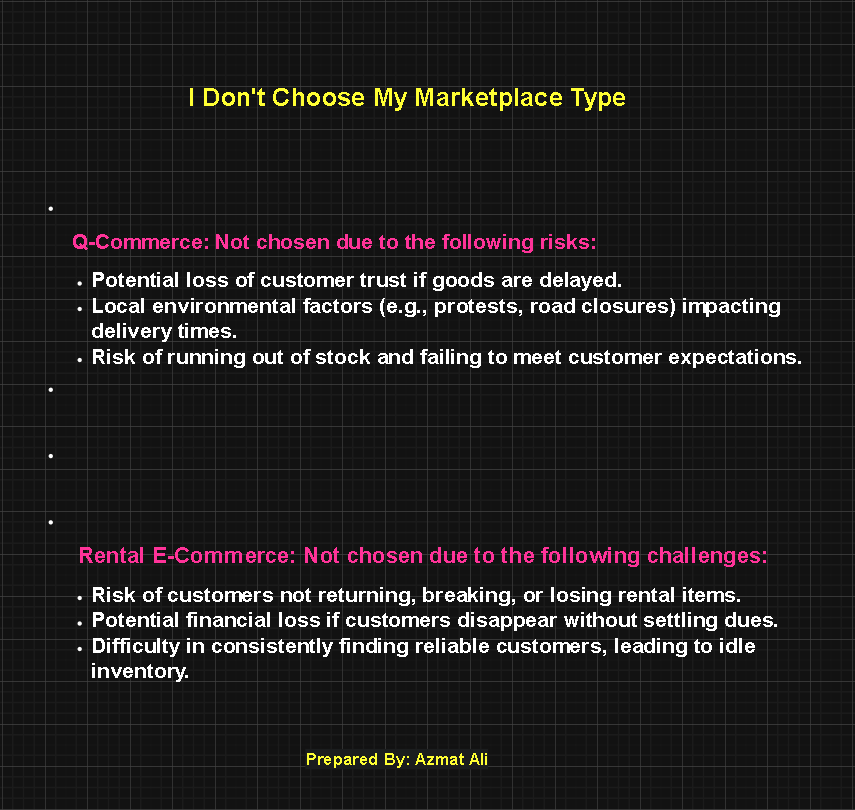 I Don't Choose My Marketplace Type
Q-Commerce: Not chosen due to the following risks:
• Potential loss of customer trust if goods are delayed.
• Local environmental factors (e.g., protests, road closures) impacting
delivery times.
• Risk of running out of stock and failing to meet customer expectations.
Rental E-Commerce: Not chosen due to the following challenges:
• Risk of customers not returning, breaking, or losing rental items.
• Potential financial loss if customers disappear without settling dues.
• Difficulty in consistently finding reliable customers, leading to idle
inventory.
Prepared By: Azmat Ali